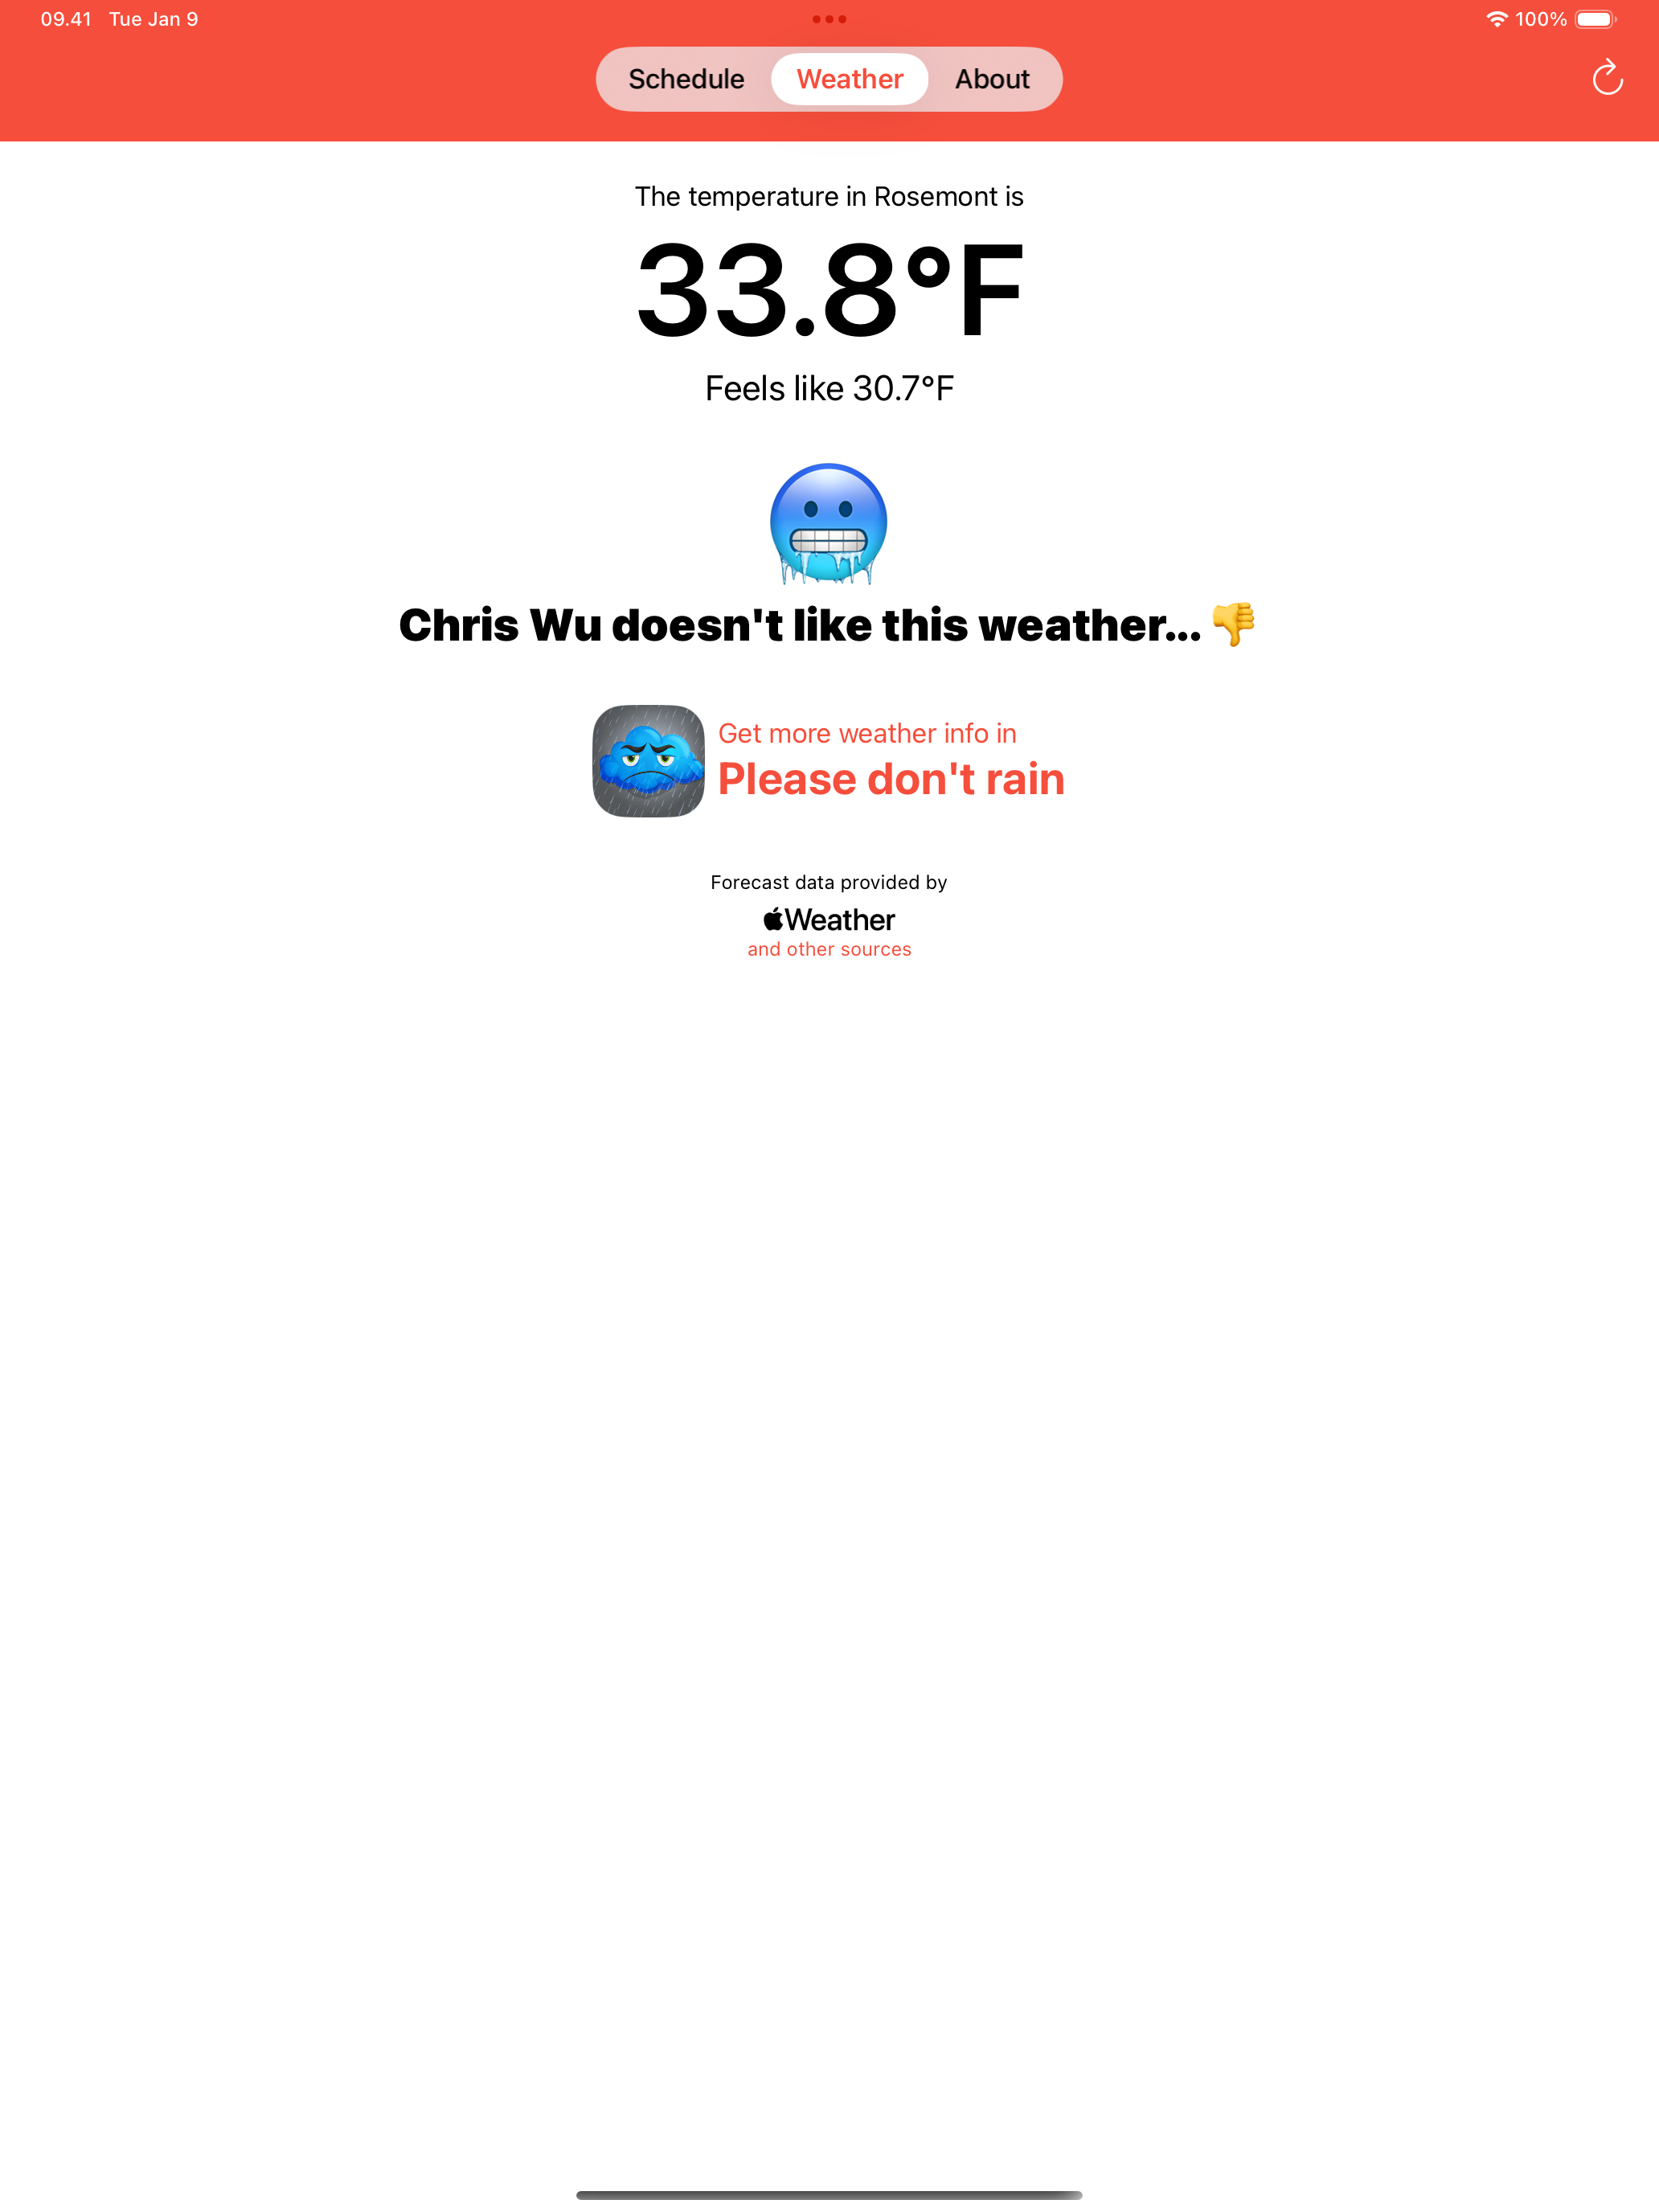 09.41 Tue Jan 9
100%
Schedule Weather About
The temperature in Rosemont is
33.8°F
Feels like 30.7°F
Chris Wu doesn't like this weather... 👎
Get more weather info in
Please don't rain
Forecast data provided by
Weather
and other sources